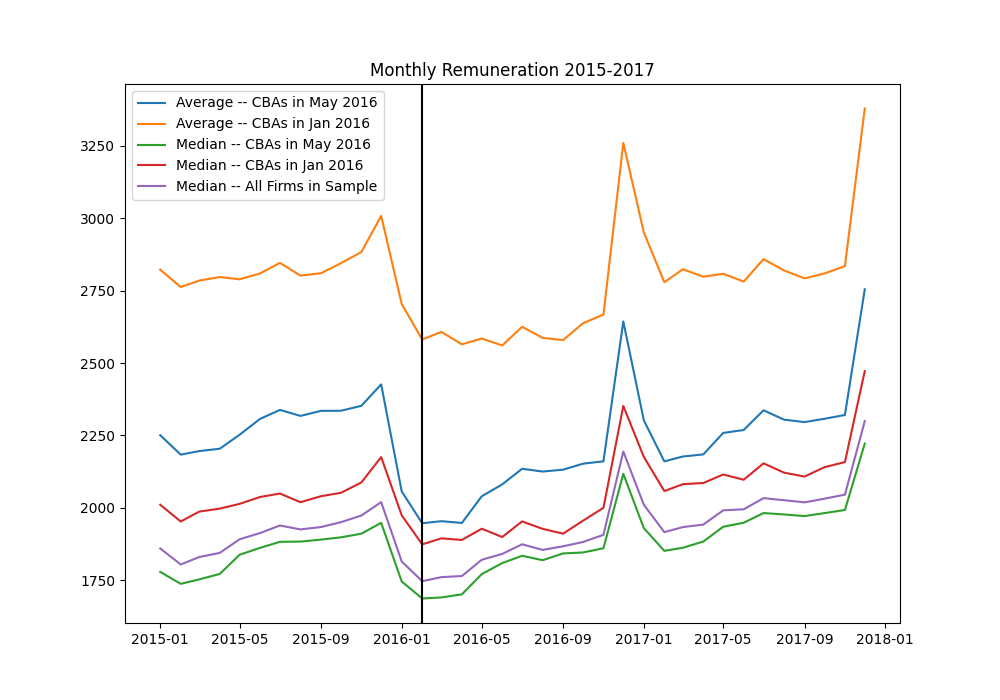 Monthly Remuneration 2015-2017
Average -- CBAs in May 2016
Average -- CBAs in Jan 2016
Median -- CBAs in May 2016
Median -- CBAs in Jan 2016
Median -- All Firms in Sample
3250
3000
2750
2500
2250
2000
1750
2015-01 2015-05 2015-09 2016-01 2016-05 2016-09 2017-01 2017-05 2017-09 2018-01